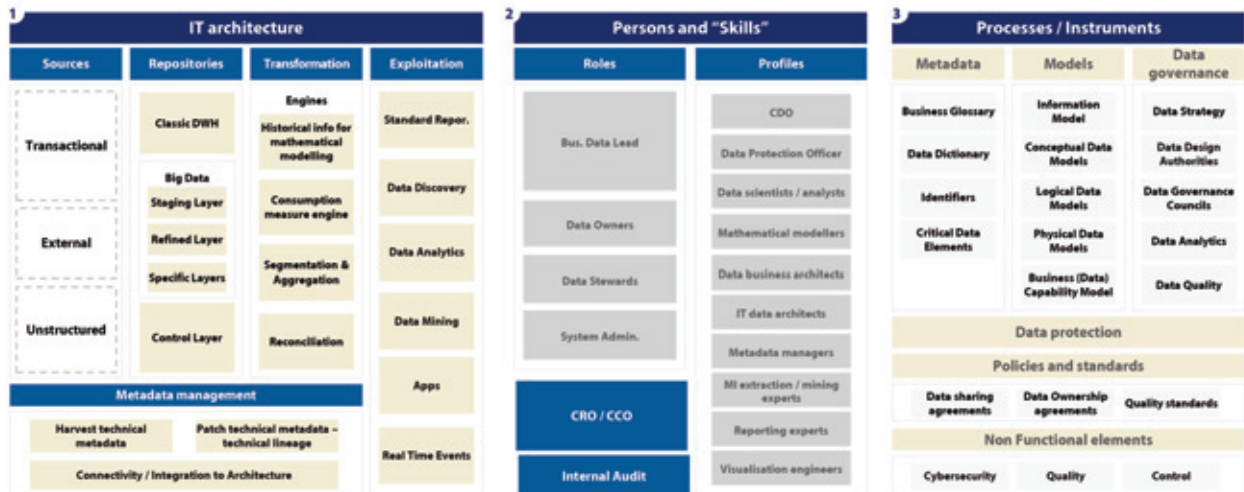 1
IT architecture
Sources
Repositories
Transformation
Exploitation
Transactional
External
Unstructured
Classic DWH
Big Data
Staging Layer
Refined Layer
Specific Layers
Control Layer
Engines
Historical info for
mathematical
modelling
Consumption
measure engine
Segmentation &
Aggregation
Reconciliation
Standard Repor.
Data Discovery
Data Analytics
Data Mining
Apps
Real Time Events
Metadata management
Harvest technical
metadata
Patch technical metadata –
technical lineage
Connectivity / Integration to Architecture
2
Persons and “Skills”
Roles
Profiles
Bus. Data Lead
Data Owners
Data Stewards
System Admin.
CRO / CCO
Internal Audit
CDO
Data Protection Officer
Data scientists / analysts
Mathematical modellers
Data business architects
IT data architects
Metadata managers
MI extraction / mining
experts
Reporting experts
Visualisation engineers
3
Processes / Instruments
Metadata
Models
Data
governance
Business Glossary
Data Dictionary
Identifiers
Critical Data
Elements
Information
Model
Conceptual Data
Models
Logical Data
Models
Physical Data
Models
Business (Data)
Capability Model
Data Strategy
Data Design
Authorities
Data Governance
Councils
Data Analytics
Data Quality
Data protection
Policies and standards
Data sharing
agreements
Data Ownership
agreements
Quality standards
Non Functional elements
Cybersecurity
Quality
Control